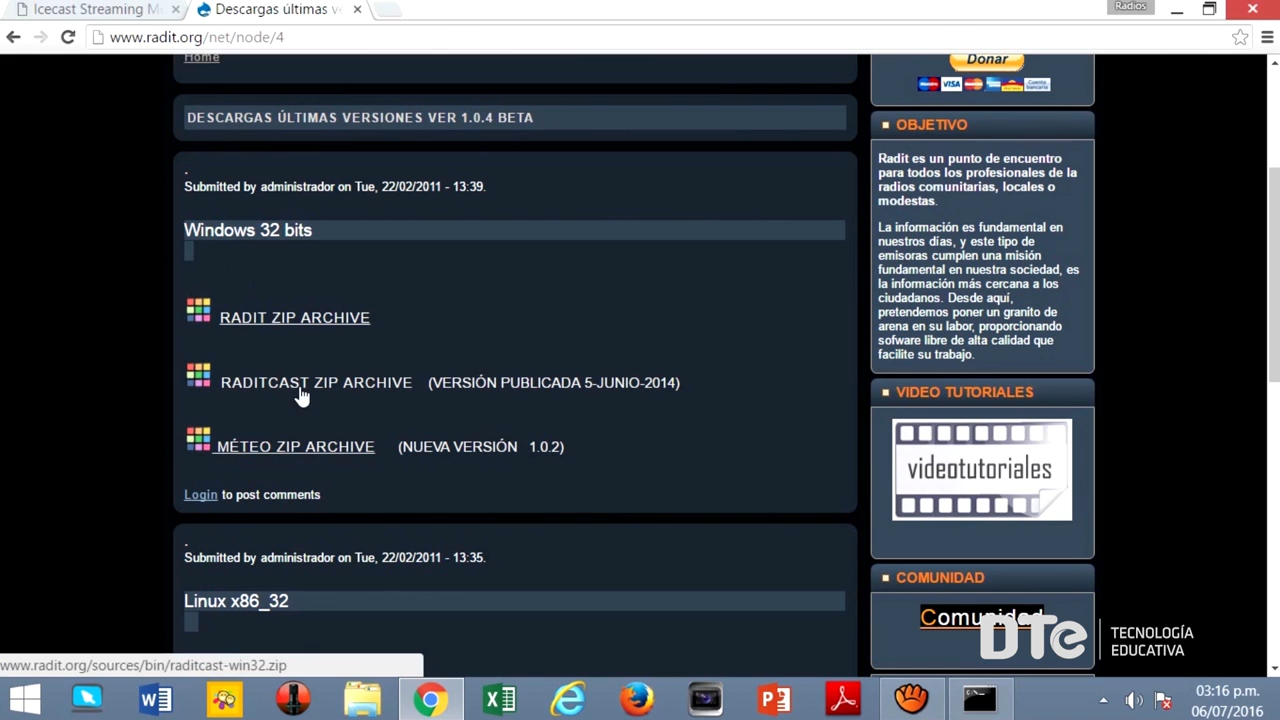 Icecast Streaming M
Descargas últimas v
Radios
www.radit.org/net/node/4
Home
DESCARGAS ÚLTIMAS VERSIONES VER 1.0.4 BETA
.
Submitted by administrador on Tue, 22/02/2011 - 13:39.
Windows 32 bits
RADIT ZIP ARCHIVE
RADITCAST ZIP ARCHIVE (VERSIÓN PUBLICADA 5-JUNIO-2014)
MÉTEO ZIP ARCHIVE (NUEVA VERSIÓN 1.0.2)
Login to post comments
.
Submitted by administrador on Tue, 22/02/2011 - 13:35.
Linux x86_32
Donar
VISA
OBJETIVO
Radit es un punto de encuentro
para todos los profesionales de la
radios comunitarias, locales o
modestas.
La información es fundamental en
nuestros días, y este tipo de
emisoras cumplen una misión
fundamental en nuestra sociedad, es
la información más cercana a los
ciudadanos. Desde aquí,
pretendemos poner un granito de
arena en su labor, proporcionando
sofware libre de alta calidad que
facilite su trabajo.
VIDEO TUTORIALES
videotutoriales
COMUNIDAD
Comunidad
DTe
TECNOLOGÍA
EDUCATIVA
www.radit.org/sources/bin/raditcast-win32.zip
03:16 p.m.
06/07/2016